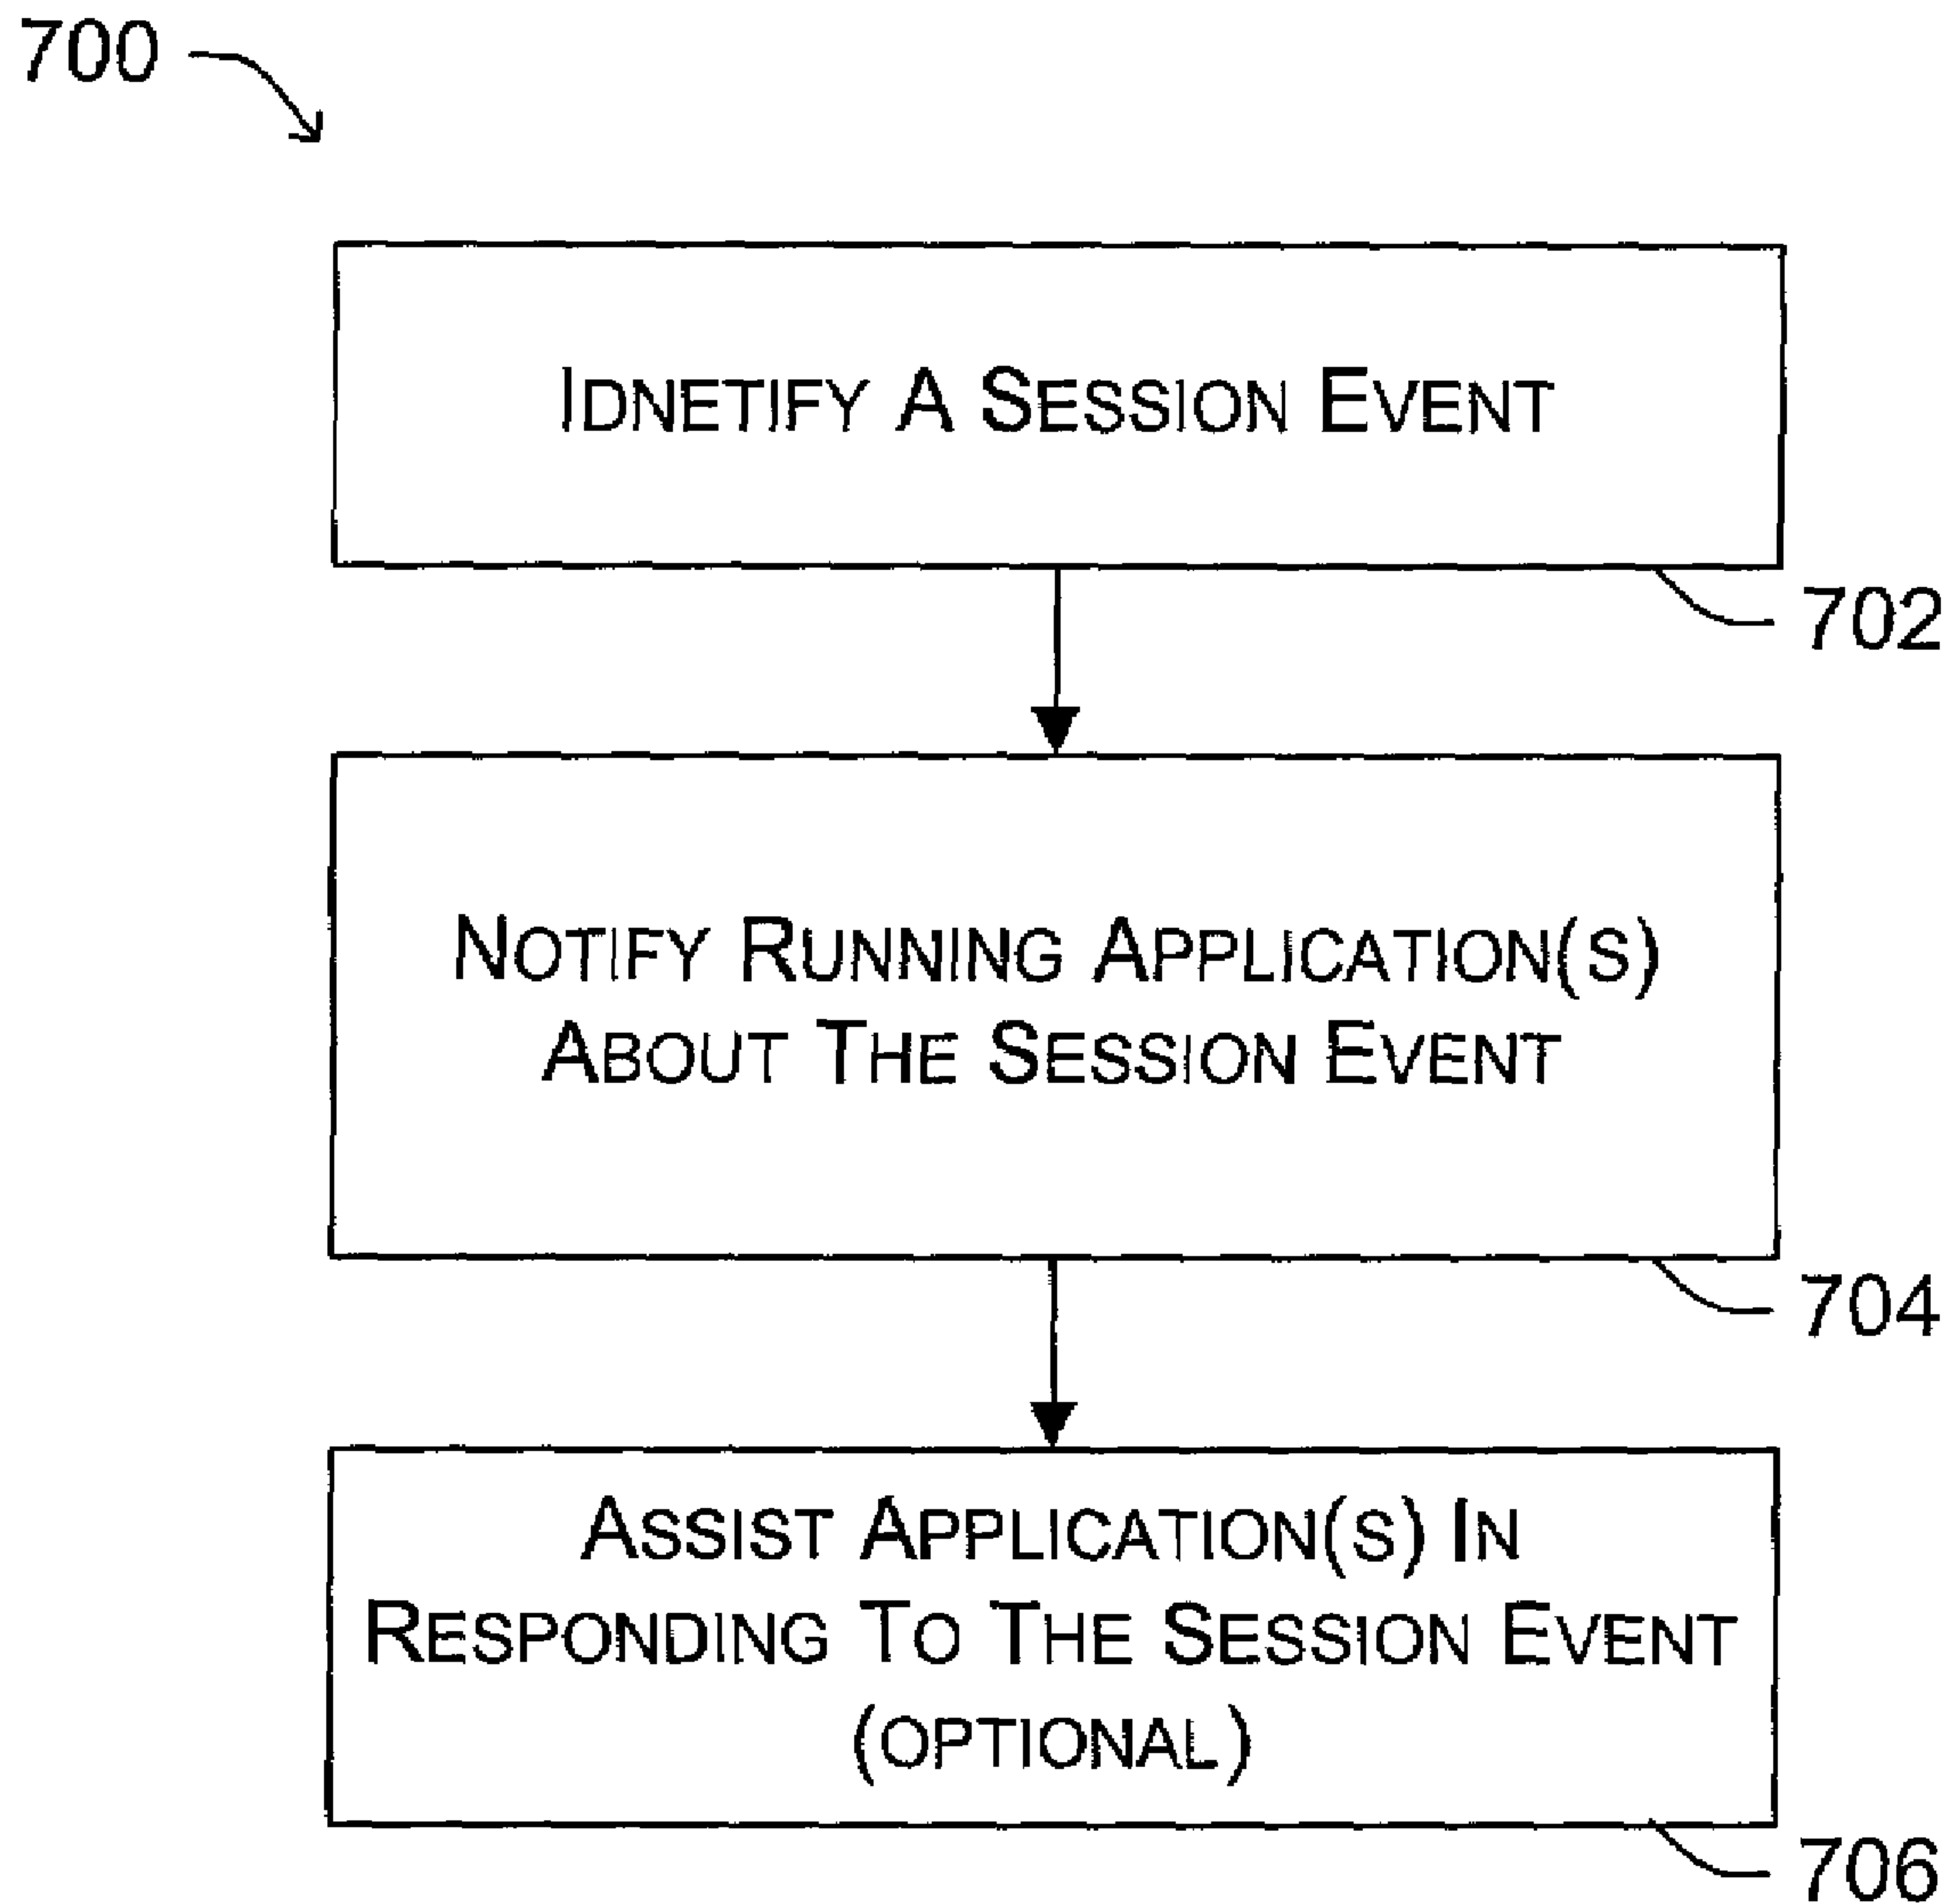 700
IDNETIFY A SESSION EVENT
702
NOTIFY RUNNING APPLICATION(S)
ABOUT THE SESSION EVENT
704
ASSIST APPLICATION(S) IN
RESPONDING TO THE SESSION EVENT
(OPTIONAL)
706